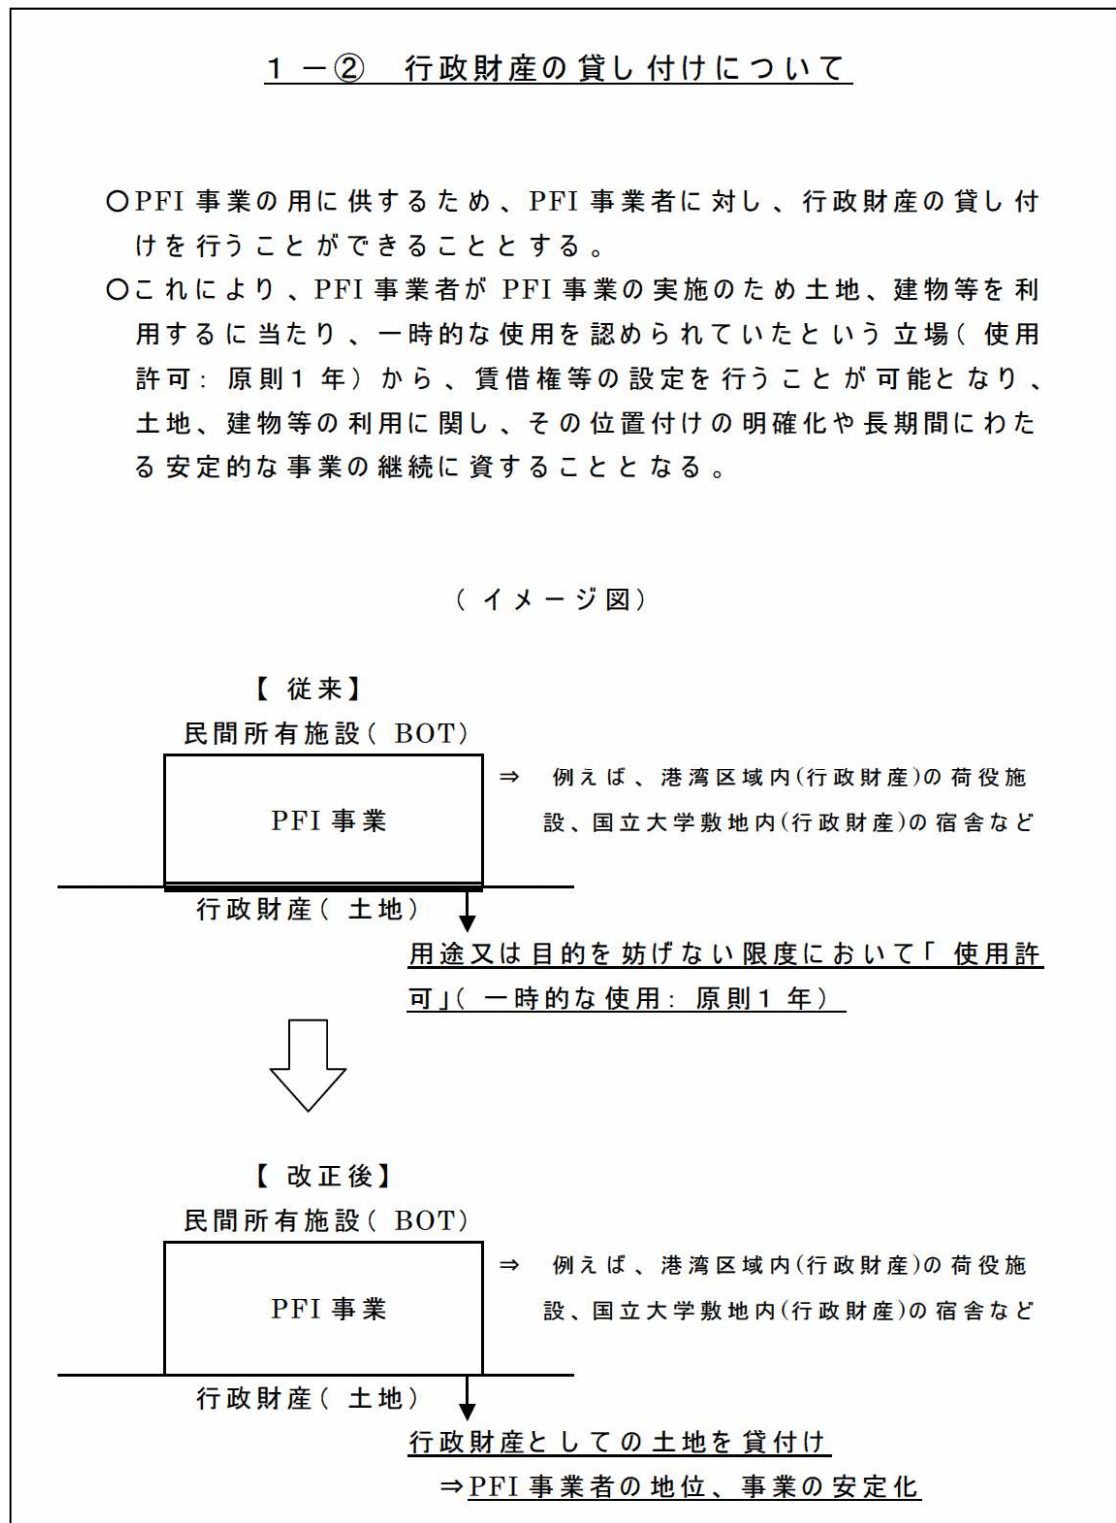 1－②　行政財産の貸し付けについて
○PFI 事業の用に供するため、PFI 事業者に対し、行政財産の貸し付
けを行うことができることとする。
○これにより、PFI 事業者が PFI 事業の実施のため土地、建物等を利
用するに当たり、一時的な使用を認められていたという立場(使用
許可:原則1年)から、賃借権等の設定を行うことが可能となり、
土地、建物等の利用に関し、その位置付けの明確化や長期間にわた
る安定的な事業の継続に資することとなる。
(イメージ図)
【従来】
民間所有施設(BOT)
⇒　例えば、港湾区域内(行政財産)の荷役施
PFI 事業
設、国立大学敷地内(行政財産)の宿舎など
行政財産(土地)
用途又は目的を妨げない限度において「使用許
可」(一時的な使用:原則1年)
【改正後】
民間所有施設(BOT)
⇒　例えば、港湾区域内(行政財産)の荷役施
PFI 事業
設、国立大学敷地内(行政財産)の宿舎など
行政財産(土地)
行政財産としての土地を貸付け
⇒PFI 事業者の地位、事業の安定化